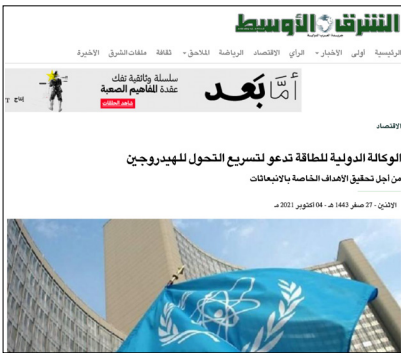 الشرق الأوسط
الرئيسية أولى الأخبار الرأي الاقتصاد الرياضة الملاحق ثقافة ملفات الشرق الأخيرة
أمّا بَعد
سلسلة وثائقية تفك
عقدة المفاهيم الصعبة
شاهد الحلقات
الاقتصاد
الوكالة الدولية للطاقة تدعو لتسريع التحول للهيدروجين
من أجل تحقيق الأهداف الخاصة بالانبعاثات
الاثنين - 27 صفر 1443 هـ - 04 أكتوبر 2021 مـ